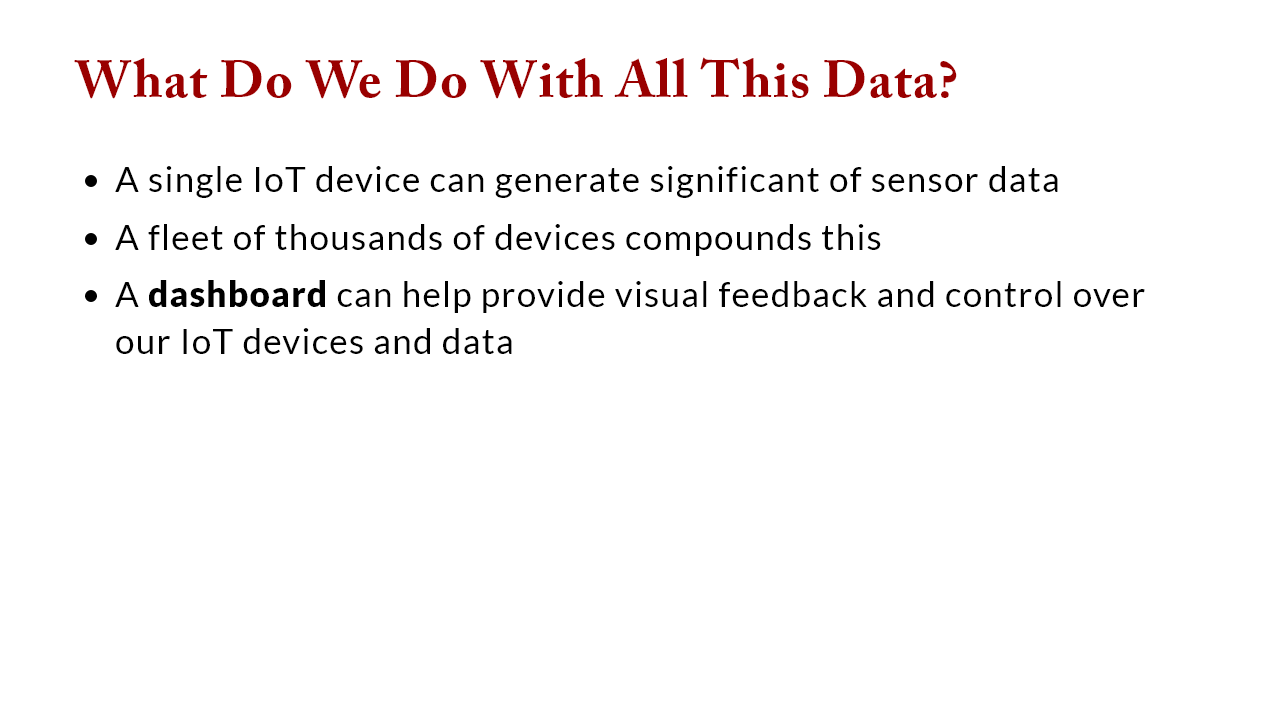 What Do We Do With All This Data?
• A single IoT device can generate significant of sensor data
• A fleet of thousands of devices compounds this
• A dashboard can help provide visual feedback and control over
our IoT devices and data